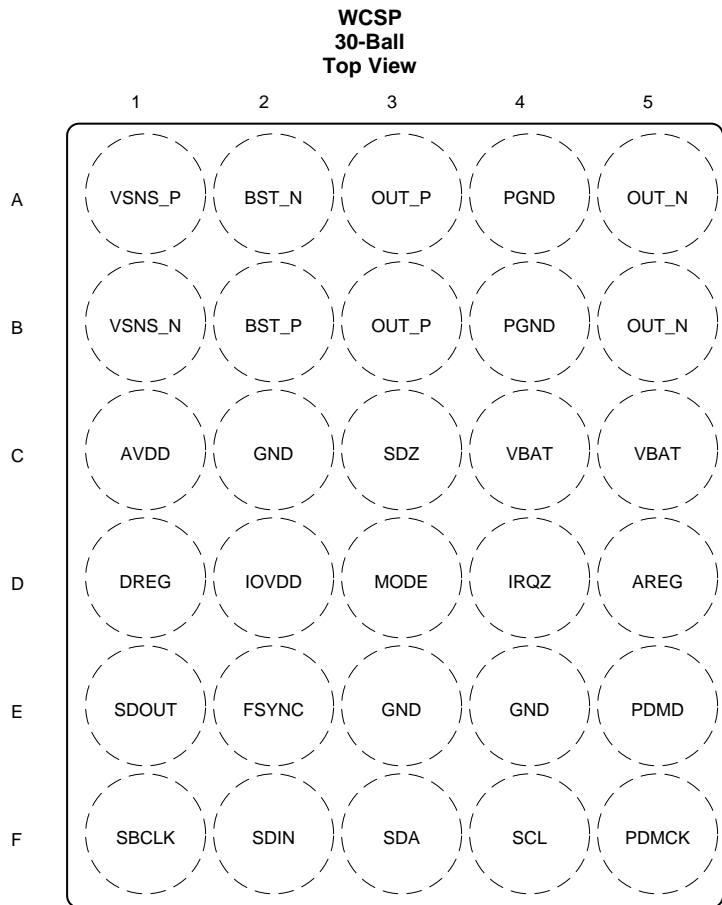 WCSP
30-Ball
Top View
1 2 3 4 5
A VSNS_P BST_N OUT_P PGND OUT_N
B VSNS_N BST_P OUT_P PGND OUT_N
C AVDD GND SDZ VBAT VBAT
D DREG IOVDD MODE IRQZ AREG
E SDOUT FSYNC GND GND PDMD
F SBCLK SDIN SDA SCL PDMCK